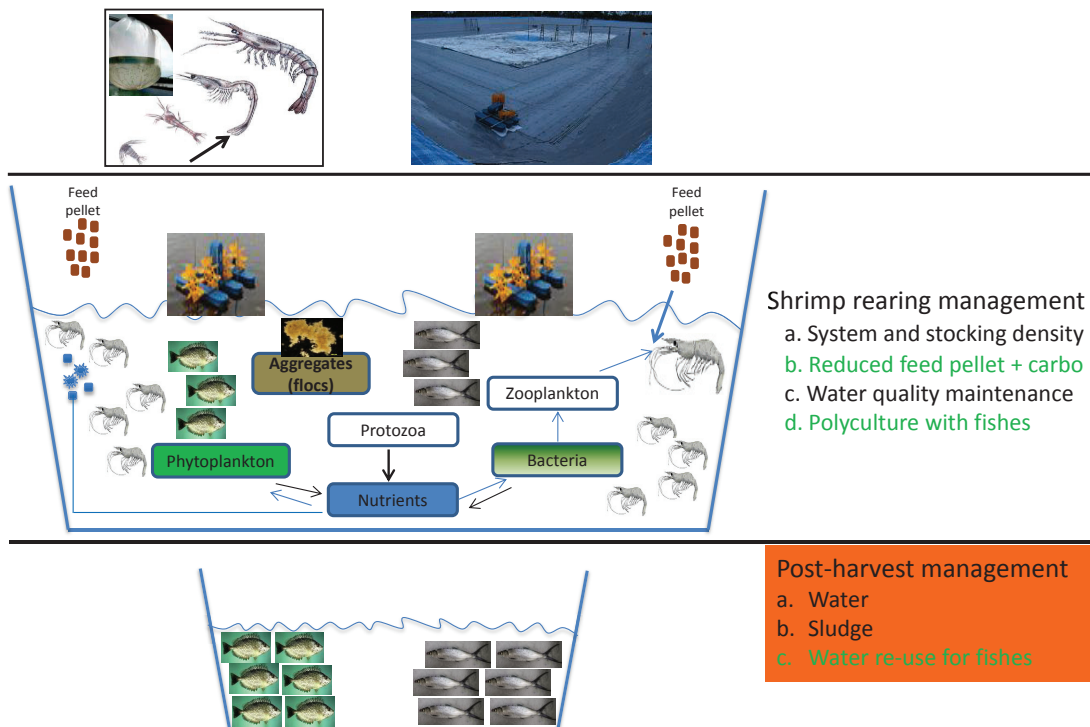 Feed
pellet
Feed
pellet
Aggregates
(flocs)
Zooplankton
Protozoa
Phytoplankton
Bacteria
Nutrients
Shrimp rearing management
a. System and stocking density
b. Reduced feed pellet + carbo
c. Water quality maintenance
d. Polyculture with fishes
Post-harvest management
a. Water
b. Sludge
c. Water re-use for fishes